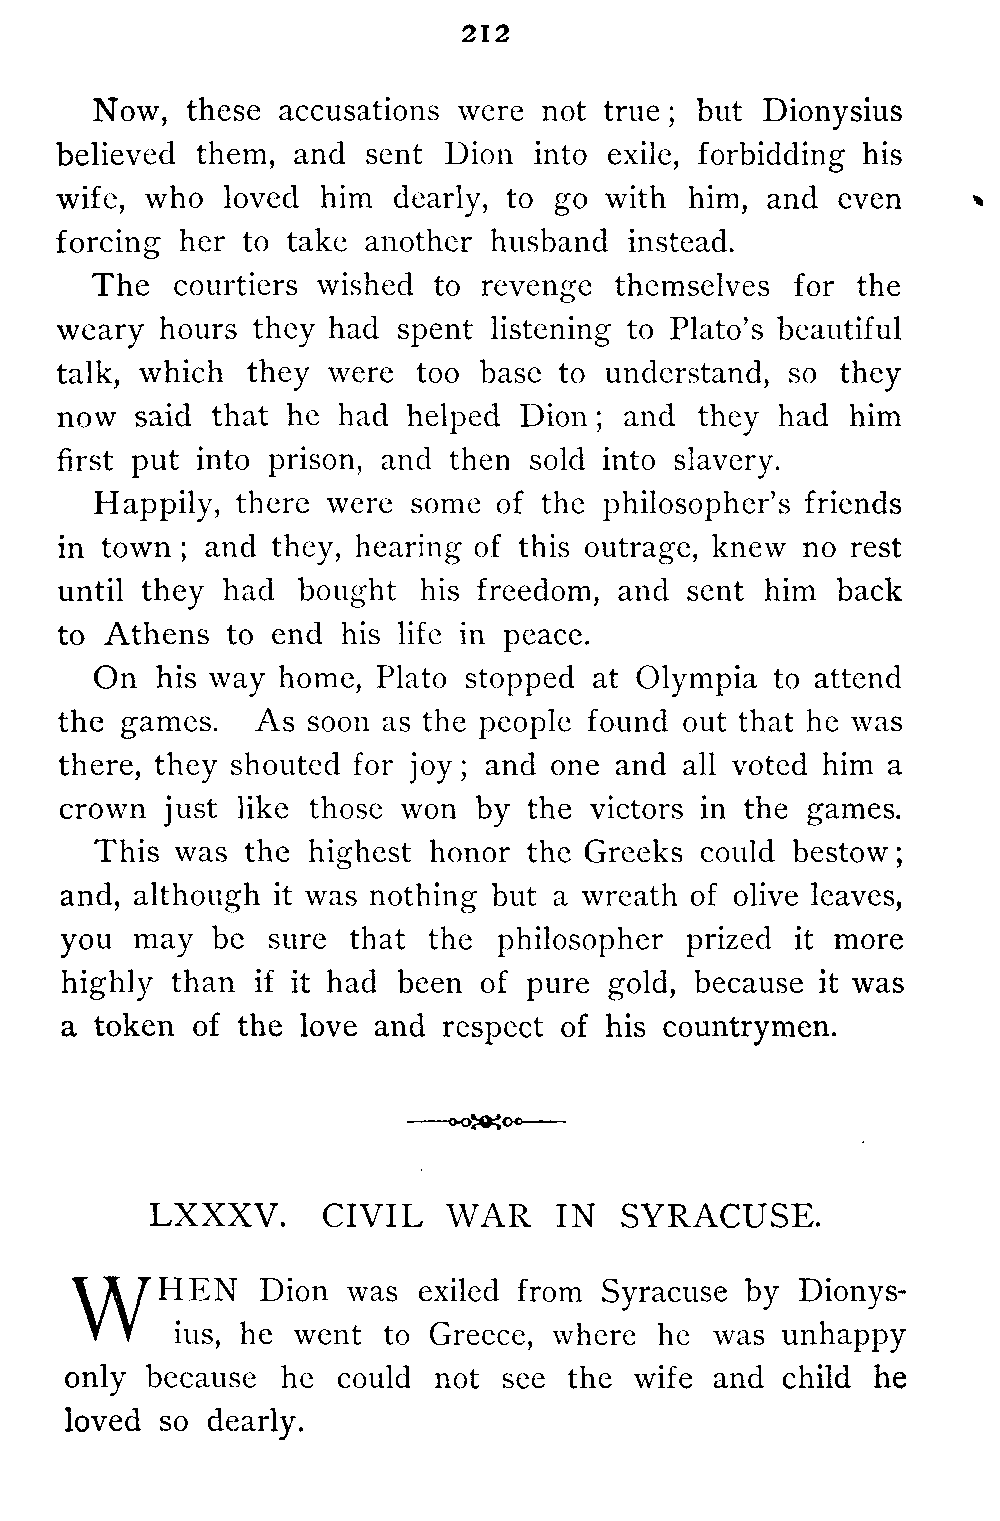 212
Now, these accusations were not true; but Dionysius
believed them, and sent Dion into exile, forbidding his
wife, who loved him dearly, to go with him, and even
forcing her to take another husband instead.
The courtiers wished to revenge themselves for the
weary hours they had spent listening to Plato's beautiful
talk, which they were too base to understand, so they
now said that he had helped Dion; and they had him
first put into prison, and then sold into slavery.
Happily, there were some of the philosopher's friends
in town; and they, hearing of this outrage, knew no rest
until they had bought his freedom, and sent him back
to Athens to end his life in peace.
On his way home, Plato stopped at Olympia to attend
the games. As soon as the people found out that he was
there, they shouted for joy; and one and all voted him a
crown just like those won by the victors in the games.
This was the highest honor the Greeks could bestow;
and, although it was nothing but a wreath of olive leaves,
you may be sure that the philosopher prized it more
highly than if it had been of pure gold, because it was
a token of the love and respect of his countrymen.
LXXXV. CIVIL WAR IN SYRACUSE.
WHEN Dion was exiled from Syracuse by Dionys-
ius, he went to Greece, where he was unhappy
only because he could not see the wife and child he
loved so dearly.